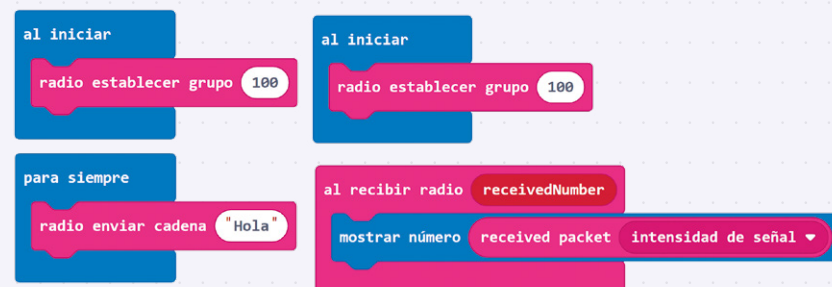 al iniciar
radio establecer grupo 100
para siempre
radio enviar cadena "Hola"
al iniciar
radio establecer grupo 100
al recibir radio receivedNumber
mostrar número received packet intensidad de señal